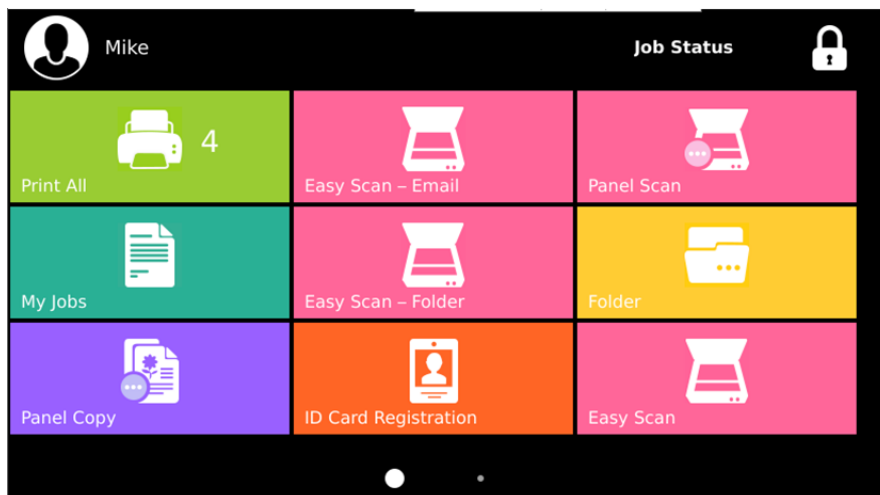 Mike
Job Status
4
Print All
Easy Scan – Email
Panel Scan
My Jobs
Easy Scan – Folder
Folder
Panel Copy
ID Card Registration
Easy Scan